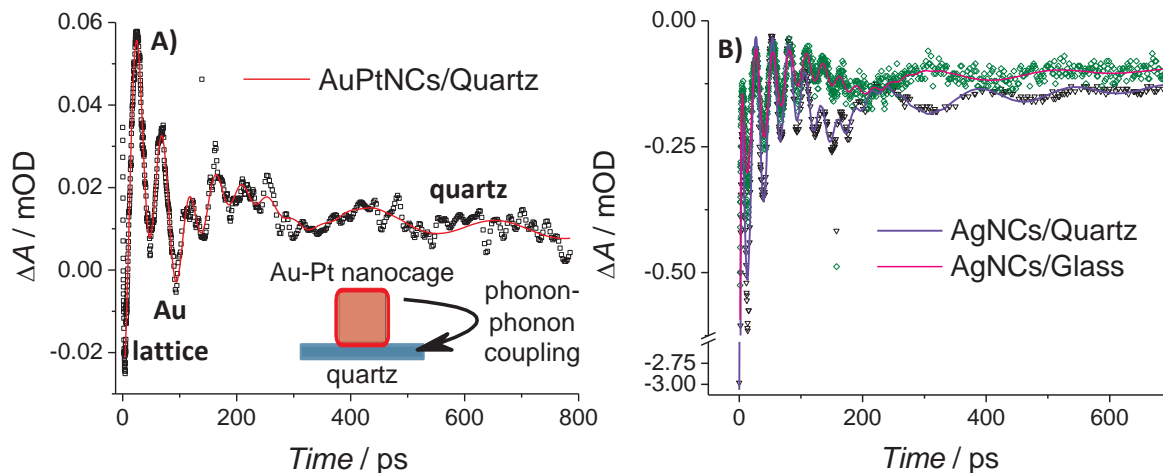 A)
0.06
0.04
0.02
0.00
-0.02
ΔA / mOD
AuPtNCs/Quartz
quartz
Au
lattice
Au-Pt nanocage
phonon-
phonon
coupling
quartz
0 200 400 600 800
Time / ps
B)
0.00
-0.25
-0.50
-2.75
-3.00
ΔA / mOD
AgNCs/Quartz
AgNCs/Glass
0 200 400 600
Time / ps